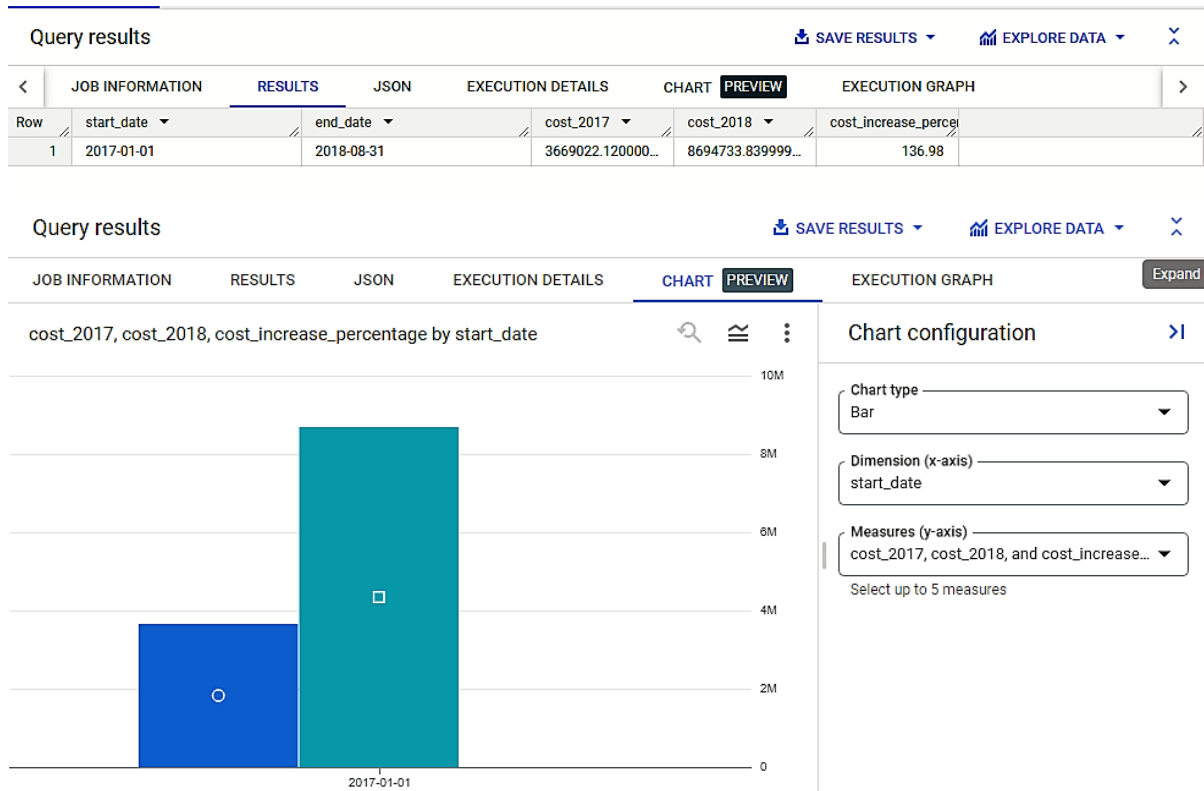 Query results
SAVE RESULTS
EXPLORE DATA
JOB INFORMATION RESULTS JSON EXECUTION DETAILS CHART PREVIEW EXECUTION GRAPH
Row start_date end_date cost_2017 cost_2018 cost_increase_percei
1 2017-01-01 2018-08-31 3669022.120000... 8694733.839999... 136.98
Query results
SAVE RESULTS
EXPLORE DATA
JOB INFORMATION RESULTS JSON EXECUTION DETAILS CHART PREVIEW EXECUTION GRAPH
Expand
cost_2017, cost_2018, cost_increase_percentage by start_date
10M
8M
6M
4M
2M
0
2017-01-01
Chart configuration
Chart type
Bar
Dimension (x-axis)
start_date
Measures (y-axis)
cost_2017, cost_2018, and cost_increase...
Select up to 5 measures